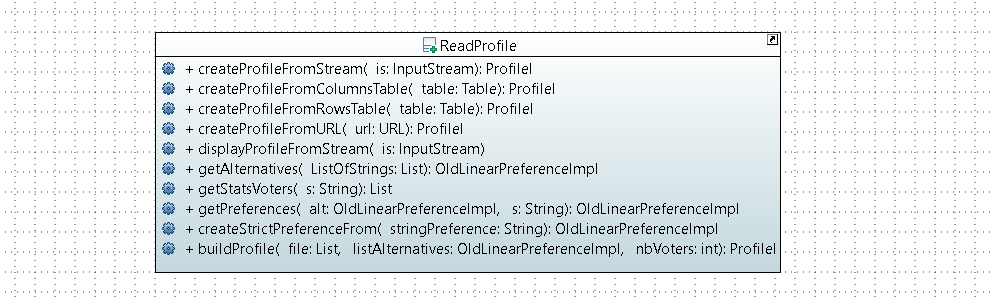 ReadProfile
+ createProfileFromStream( is: InputStream): ProfileI
+ createProfileFromColumnsTable( table: Table): ProfileI
+ createProfileFromRowsTable( table: Table): ProfileI
+ createProfileFromURL( url: URL): ProfileI
+ displayProfileFromStream( is: InputStream)
+ getAlternatives( ListOfStrings: List): OldLinearPreferenceImpl
+ getStatsVoters( s: String): List
+ getPreferences( alt: OldLinearPreferenceImpl, s: String): OldLinearPreferenceImpl
+ createStrictPreferenceFrom( stringPreference: String): OldLinearPreferenceImpl
+ buildProfile( file: List, listAlternatives: OldLinearPreferenceImpl, nbVoters: int): ProfileI